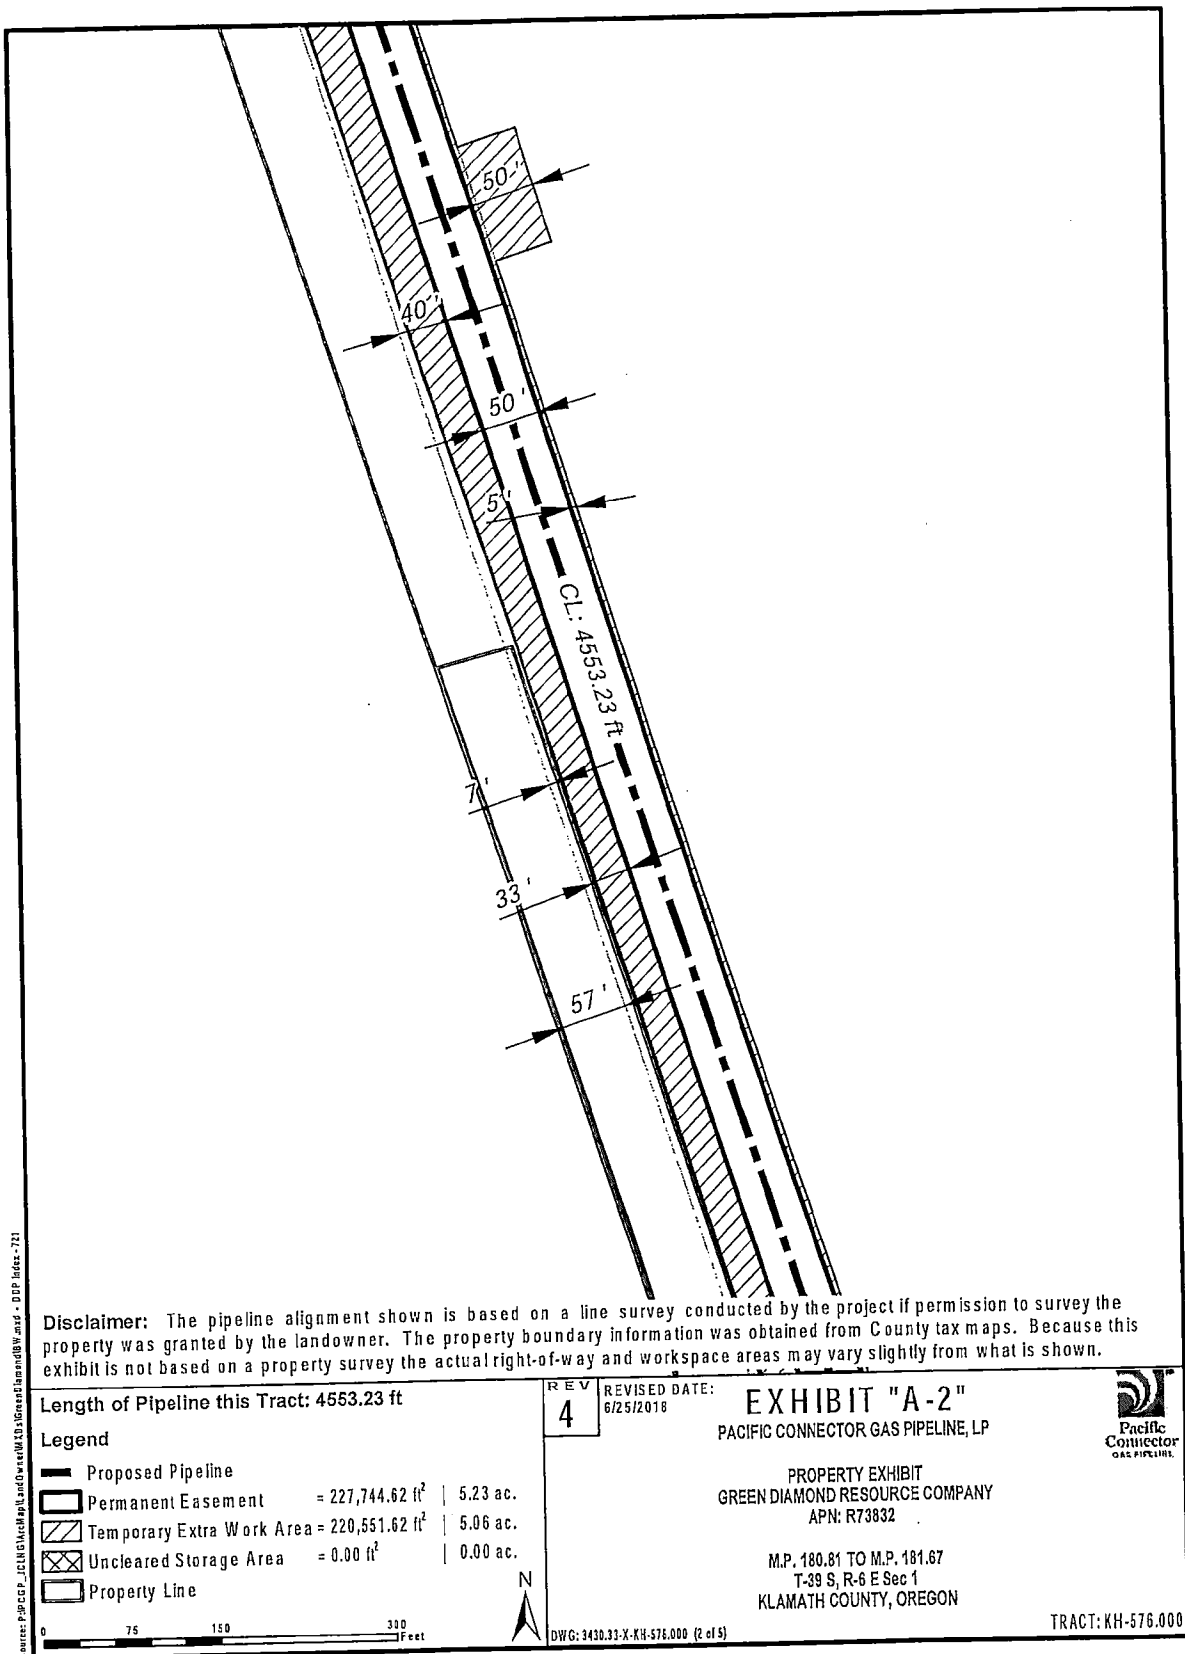 50'
40'
50'
5'
CL: 4553.23 ft
7'
33'
57'
Disclaimer: The pipeline alignment shown is based on a line survey conducted by the project if permission to survey the
property was granted by the landowner. The property boundary information was obtained from County tax maps. Because this
exhibit is not based on a property survey the actual right-of-way and workspace areas may vary slightly from what is shown.
Length of Pipeline this Tract: 4553.23 ft
Legend
Proposed Pipeline
Permanent Easement = 227,744.62 ft² | 5.23 ac.
Temporary Extra Work Area = 220,551.62 ft² | 5.06 ac.
Uncleared Storage Area = 0.00 ft² | 0.00 ac.
Property Line
0 75 150 300
Feet
N
REV
4
REVISED DATE:
6/25/2018
EXHIBIT "A-2"
PACIFIC CONNECTOR GAS PIPELINE, LP
PROPERTY EXHIBIT
GREEN DIAMOND RESOURCE COMPANY
APN: R73832
M.P. 180.81 TO M.P. 181.67
T-39 S, R-6 E Sec 1
KLAMATH COUNTY, OREGON
Pacific
Connector
GAS PIPELINE
DWG: 3430.33-X-KH-576.000 (2 of 5)
TRACT: KH-576.000